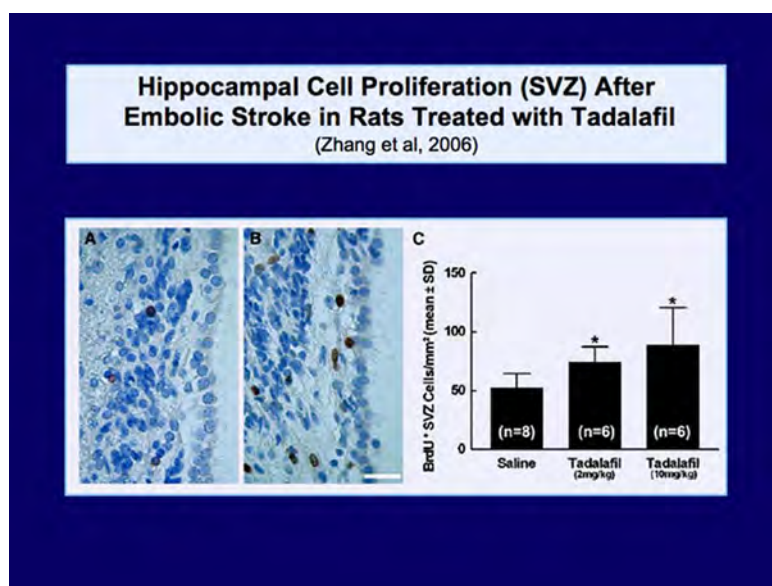 Hippocampal Cell Proliferation (SVZ) After
Embolic Stroke in Rats Treated with Tadalafil
(Zhang et al, 2006)
A
B
C
BrdU⁺ SVZ Cells/mm² (mean ± SD)
150
100
50
0
*
*
(n=8)
(n=6)
(n=6)
Saline
Tadalafil
(2mg/kg)
Tadalafil
(10mg/kg)